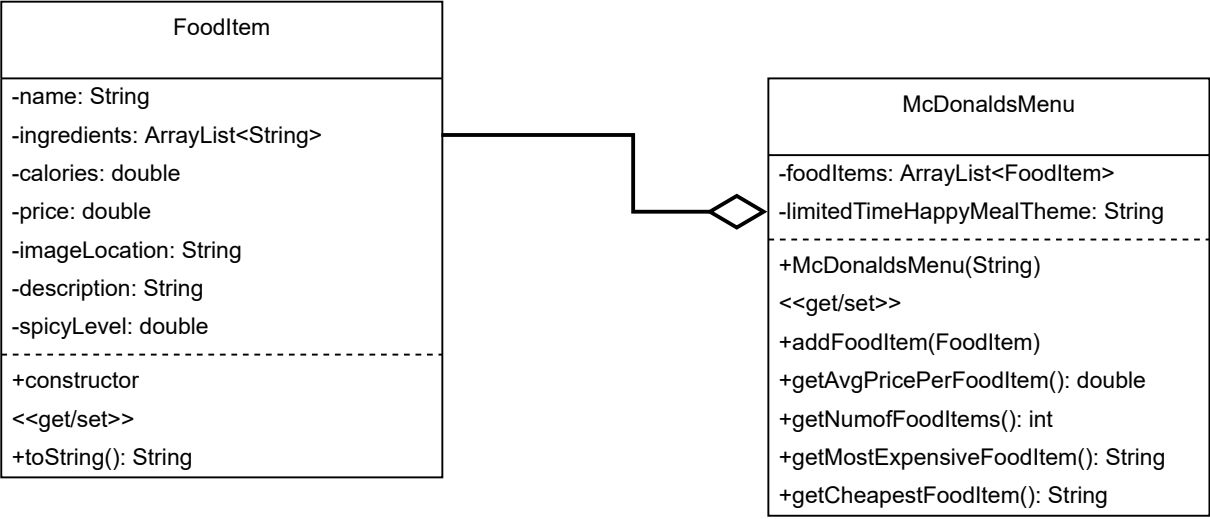 FoodItem
-name: String
-ingredients: ArrayList<String>
-calories: double
-price: double
-imageLocation: String
-description: String
-spicyLevel: double
+constructor
<<get/set>>
+toString(): String
McDonaldsMenu
-foodItems: ArrayList<FoodItem>
-limitedTimeHappyMealTheme: String
+McDonaldsMenu(String)
<<get/set>>
+addFoodItem(FoodItem)
+getAvgPricePerFoodItem(): double
+getNumofFoodItems(): int
+getMostExpensiveFoodItem(): String
+getCheapestFoodItem(): String